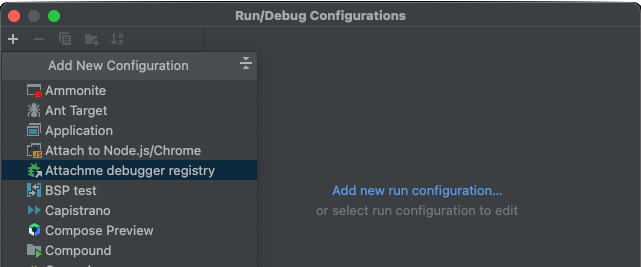 Run/Debug Configurations
Add New Configuration
Ammonite
Ant Target
Application
Attach to Node.js/Chrome
Attachme debugger registry
BSP test
Capistrano
Compose Preview
Compound
Add new run configuration...
or select run configuration to edit